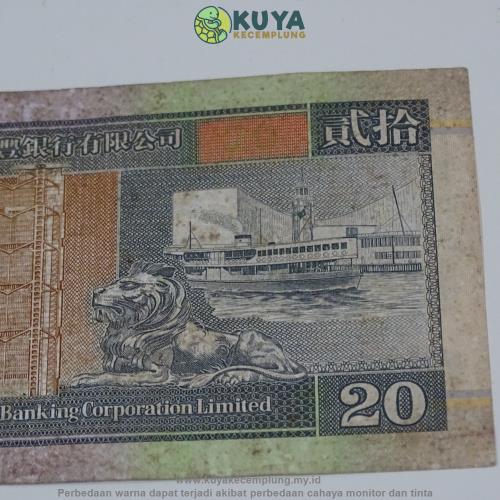 KUYA
KECEMPLUNG
豐銀行有限公司
貳拾
Banking Corporation Limited
20
www.kuyakecemplung.my.id
Perbedaan warna dapat terjadi akibat perbedaan cahaya monitor dan tinta